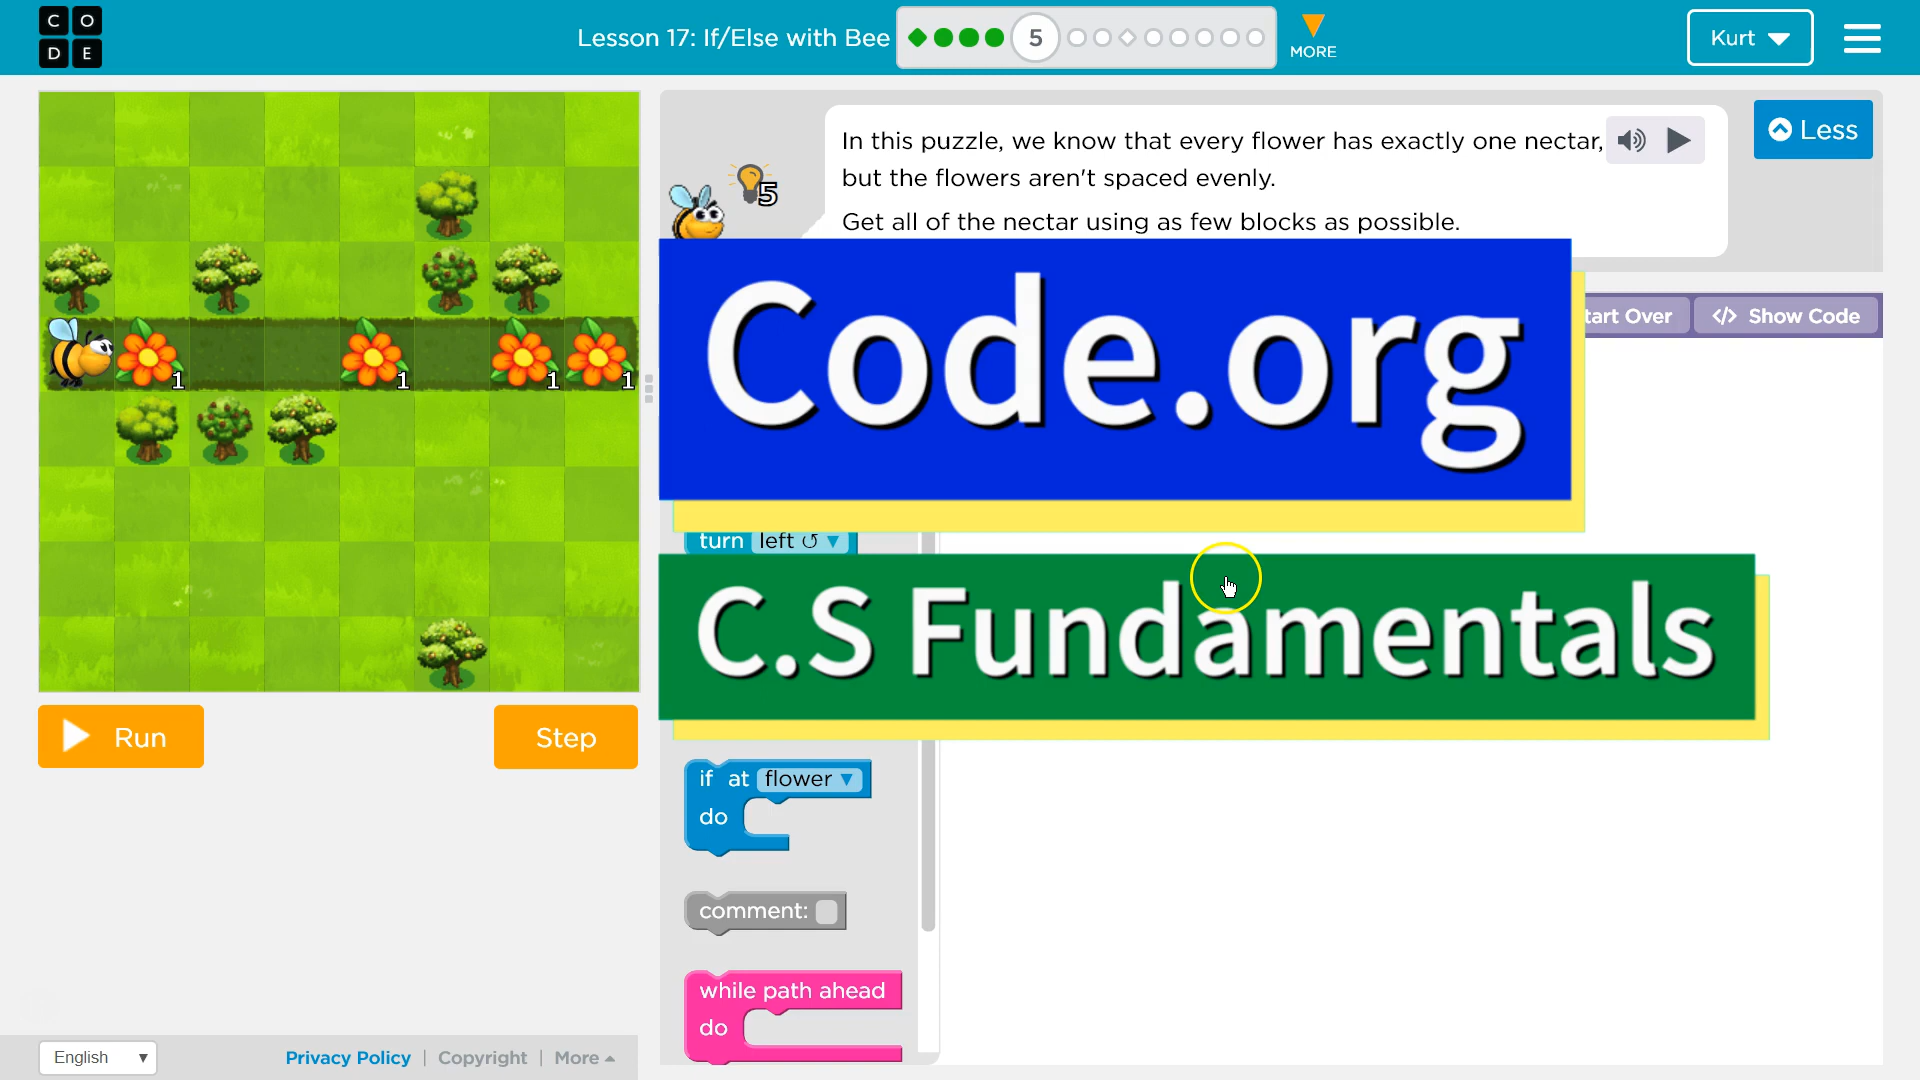 C O
D E
Lesson 17: If/Else with Bee
5
MORE
Kurt
In this puzzle, we know that every flower has exactly one nectar,
but the flowers aren't spaced evenly.
Get all of the nectar using as few blocks as possible.
5
Less
tart Over
Show Code
1
1
1
1
Code.org
turn left
C.S Fundamentals
Run
Step
if at flower
do
comment:
while path ahead
do
English
Privacy Policy | Copyright | More